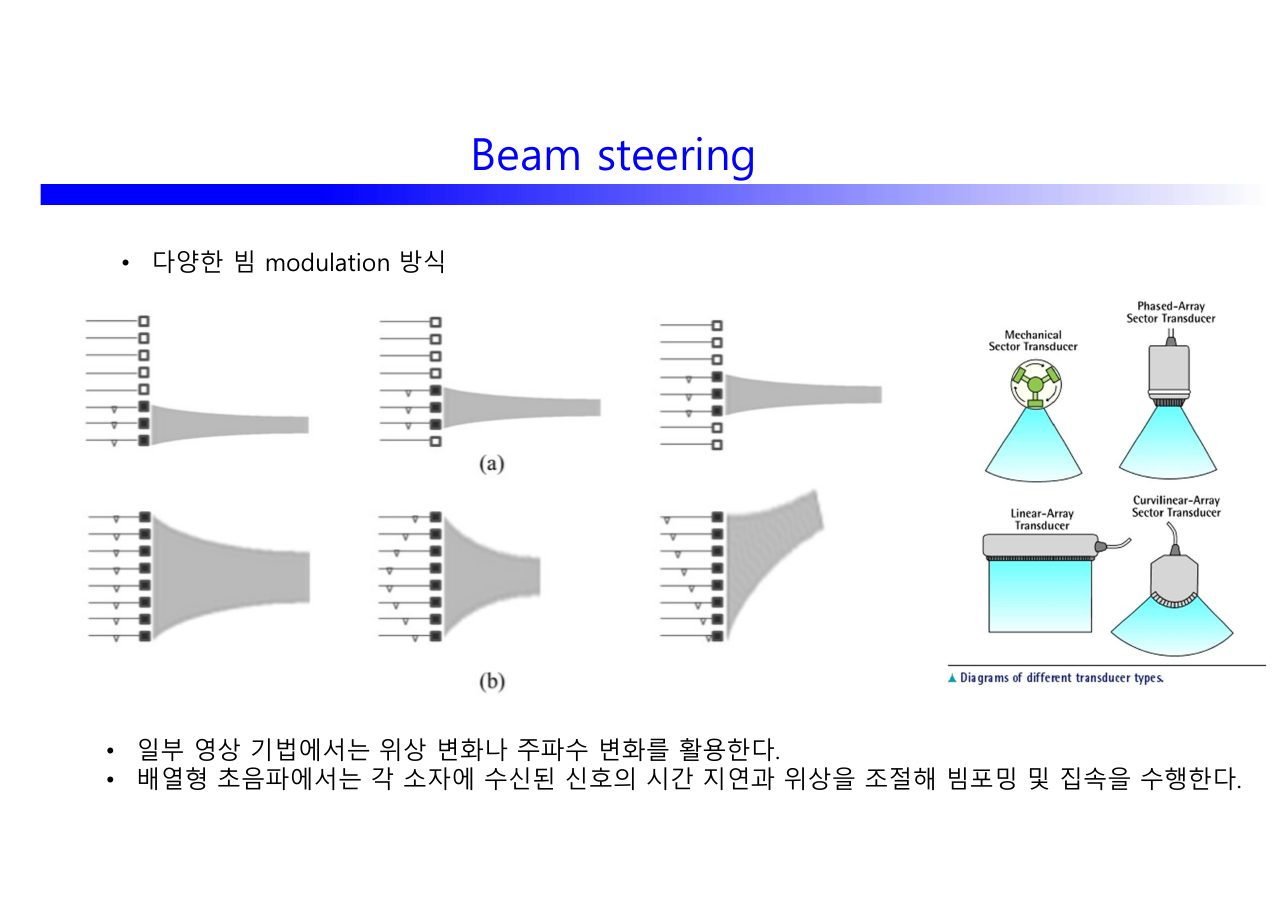 Beam steering
• 다양한 빔 modulation 방식
Phased-Array
Sector Transducer
Mechanical
Sector Transducer
(a)
Curvilinear-Array
Sector Transducer
Linear-Array
Transducer
(b)
▲ Diagrams of different transducer types.
• 일부 영상 기법에서는 위상 변화나 주파수 변화를 활용한다.
• 배열형 초음파에서는 각 소자에 수신된 신호의 시간 지연과 위상을 조절해 빔포밍 및 집속을 수행한다.